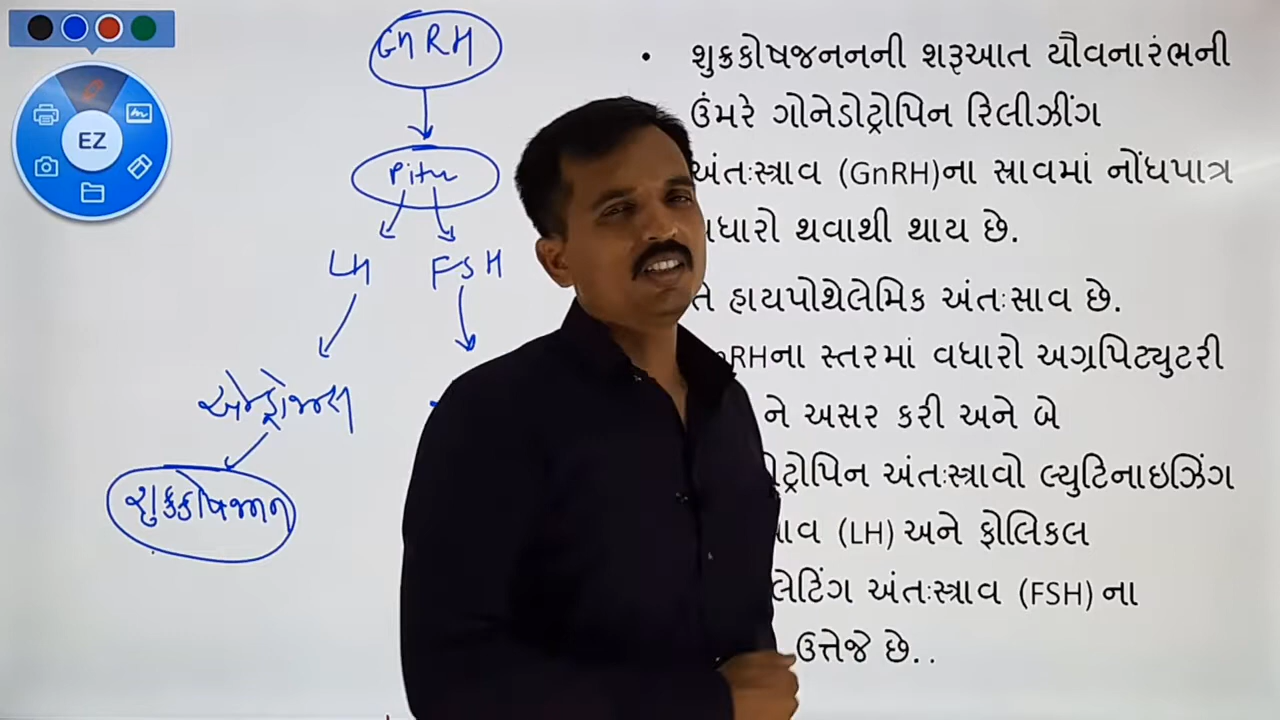 EZ
GnRH
Pitu
LH
FSH
એન્ડ્રોજન્સ
શુક્રકોષજનન
• શુક્રકોષજનનની શરૂઆત યૌવનારંભની
ઉંમરે ગોનેડોટ્રોપિન રિલીઝીંગ
અંતઃસ્ત્રાવ (GnRH)ના સ્રાવમાં નોંધપાત્ર
થવાથી થાય છે.
હાયપોથેલેમિક અંતઃસાવ છે.
સ્તરમાં વધારો અગ્રપિટ્યુટરી
ને અસર કરી અને બે
અંતઃસ્ત્રાવો લ્યુટિનાઇઝિંગ
(LH) અને ફોલિકલ
અંતઃસ્ત્રાવ (FSH) ના
ઉત્તેજે છે..